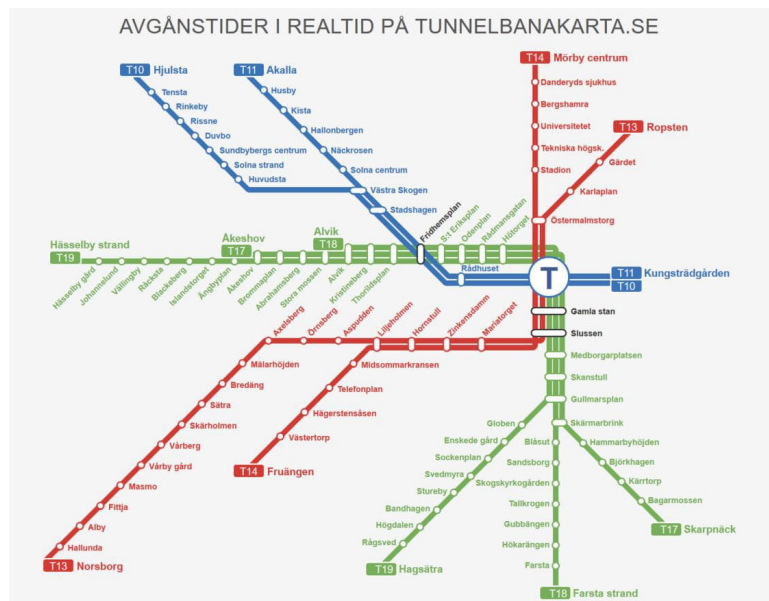 AVGÅNSTIDER I REALTID PÅ TUNNELBANAKARTA.SE
T10 Hjulsta
Tensta
Rinkeby
Rissne
Duvbo
Sundbybergs centrum
Solna strand
Huvudsta
T11 Akalla
Husby
Kista
Hallonbergen
Näckrosen
Solna centrum
Västra Skogen
Stadshagen
T14 Mörby centrum
Danderyds sjukhus
Bergshamra
Universitetet
Tekniska högsk.
Stadion
T13 Ropsten
Gärdet
Karlaplan
Östermalmstorg
Hässelby strand
T19
Hässelby gård
Johannelund
Vällingby
Råcksta
Blackeberg
Islandstorget
Ängbyplan
Åkeshov
T17
Åkeshov
Brommaplan
Abrahamsberg
Stora mossen
Alvik
T18
Alvik
Kristineberg
Thorildsplan
Fridhemsplan
S:t Eriksplan
Odenplan
Rådmansgatan
Hötorget
Rådhuset
T
T11 Kungsträdgården
T10
Gamla stan
Slussen
Medborgarplatsen
Skanstull
Gullmarsplan
Skärmarbrink
Axelsberg
Örnsberg
Aspudden
Liljeholmen
Hornstull
Zinkensdamm
Mariatorget
Mälarhöjden
Bredäng
Sätra
Skärholmen
Vårberg
Vårby gård
Masmo
Fittja
Alby
Hallunda
T13 Norsborg
Midsommarkransen
Telefonplan
Hägerstensåsen
Västertorp
T14 Fruängen
Globen
Enskede gård
Sockenplan
Svedmyra
Stureby
Bandhagen
Högdalen
Rågsved
T19 Hagsätra
Blåsut
Sandsborg
Skogskyrkogården
Tallkrogen
Gubbängen
Hökarängen
Farsta
T18 Farsta strand
Hammarbyhöjden
Björkhagen
Kärrtorp
Bagarmossen
T17 Skarpnäck